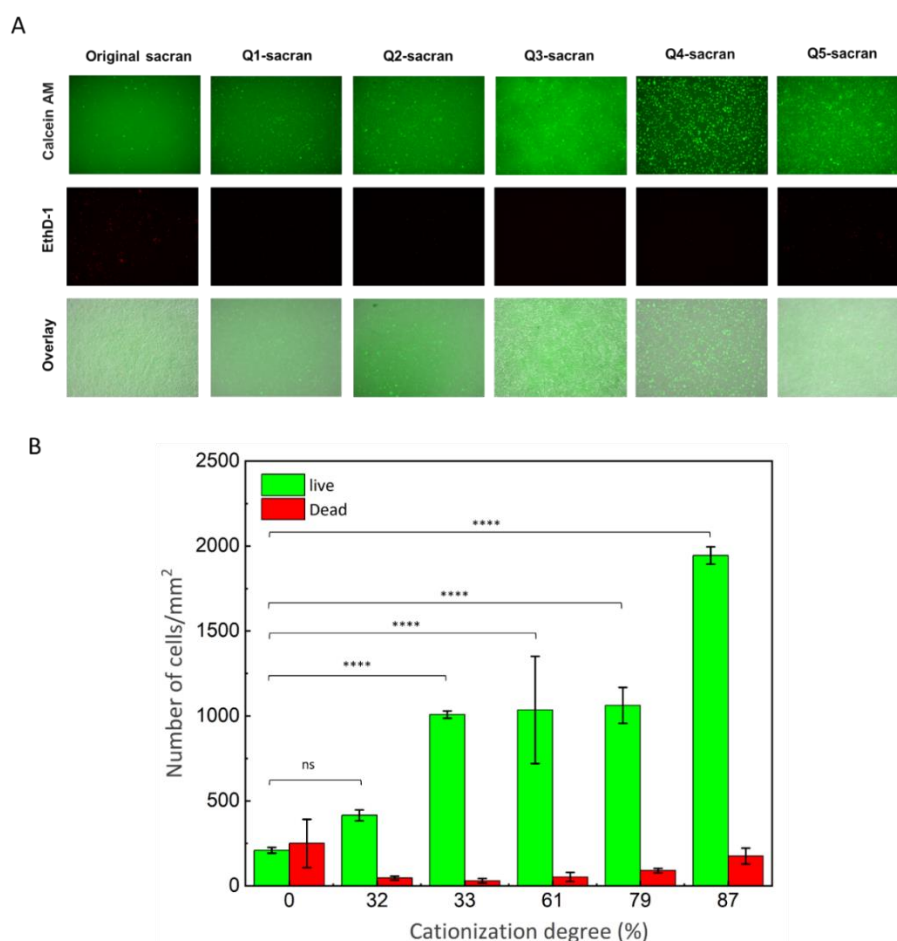 A
Original sacran Q1-sacran Q2-sacran Q3-sacran Q4-sacran Q5-sacran
Calcein AM
EthD-1
Overlay
B
2500
2000
1500
1000
500
0
Number of cells/mm²
live
Dead
****
****
****
****
ns
0 32 33 61 79 87
Cationization degree (%)